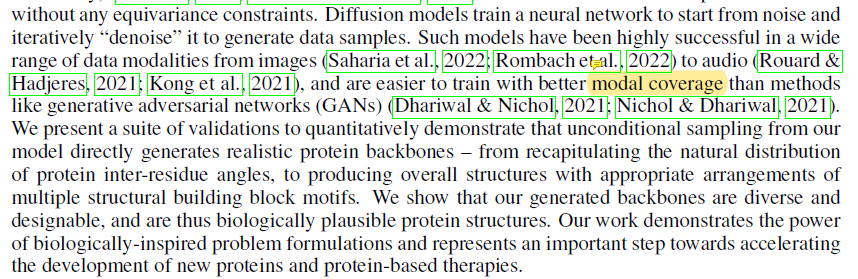 without any equivariance constraints. Diffusion models train a neural network to start from noise and
iteratively “denoise” it to generate data samples. Such models have been highly successful in a wide
range of data modalities from images (Saharia et al., 2022; Rombach et al., 2022) to audio (Rouard &
Hadjeres, 2021; Kong et al., 2021), and are easier to train with better modal coverage than methods
like generative adversarial networks (GANs) (Dhariwal & Nichol, 2021; Nichol & Dhariwal, 2021).
We present a suite of validations to quantitatively demonstrate that unconditional sampling from our
model directly generates realistic protein backbones – from recapitulating the natural distribution
of protein inter-residue angles, to producing overall structures with appropriate arrangements of
multiple structural building block motifs. We show that our generated backbones are diverse and
designable, and are thus biologically plausible protein structures. Our work demonstrates the power
of biologically-inspired problem formulations and represents an important step towards accelerating
the development of new proteins and protein-based therapies.